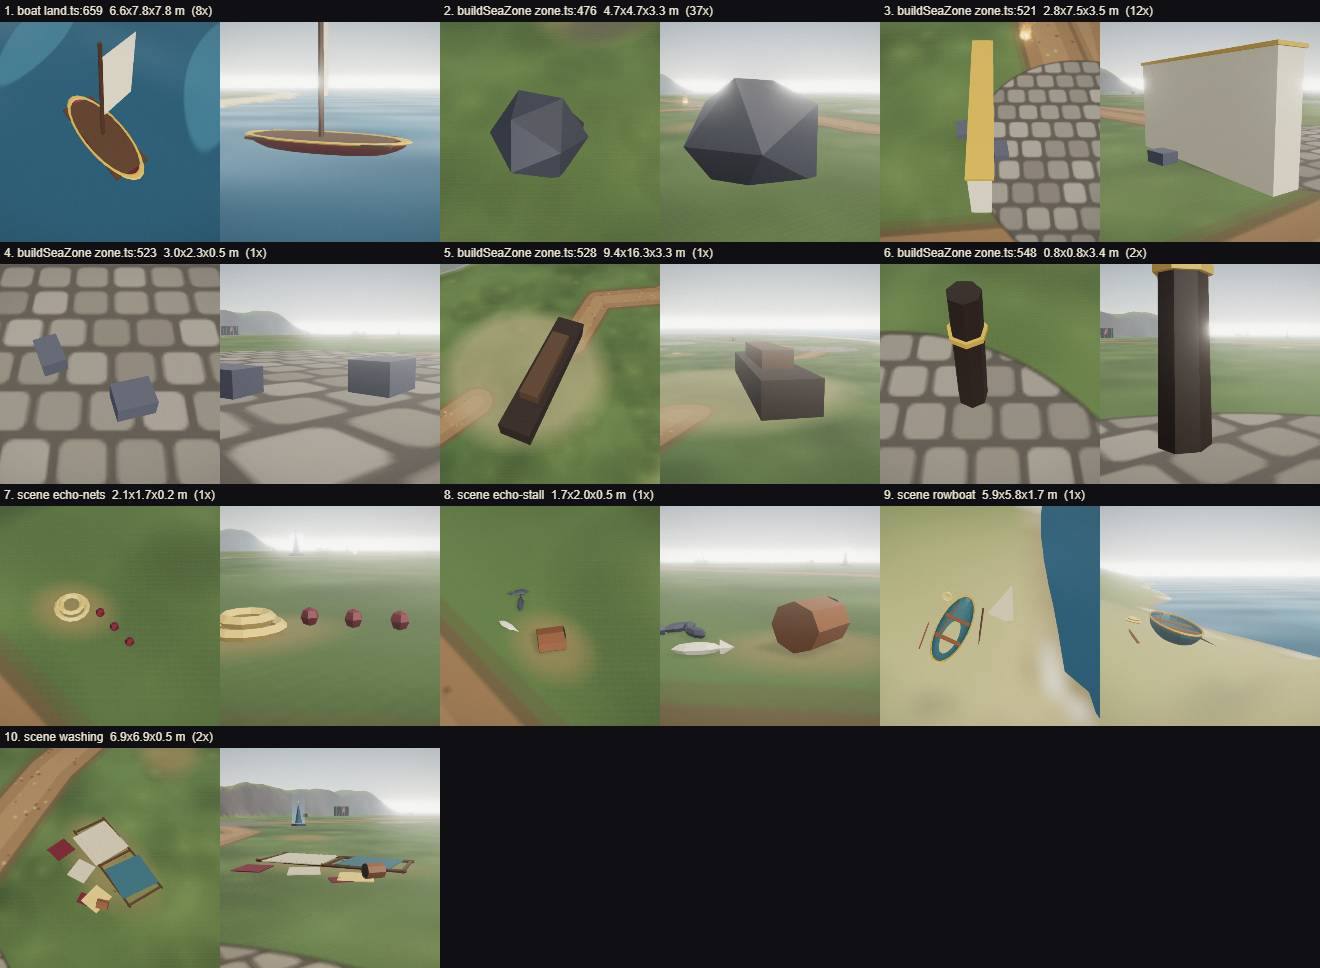 1. boat land.ts:659 6.6x7.8x7.8 m (8x)
2. buildSeaZone zone.ts:476 4.7x4.7x3.3 m (37x)
3. buildSeaZone zone.ts:521 2.8x7.5x3.5 m (12x)
4. buildSeaZone zone.ts:523 3.0x2.3x0.5 m (1x)
5. buildSeaZone zone.ts:528 9.4x16.3x3.3 m (1x)
6. buildSeaZone zone.ts:548 0.8x0.8x3.4 m (2x)
7. scene echo-nets 2.1x1.7x0.2 m (1x)
8. scene echo-stall 1.7x2.0x0.5 m (1x)
9. scene rowboat 5.9x5.8x1.7 m (1x)
10. scene washing 6.9x6.9x0.5 m (2x)